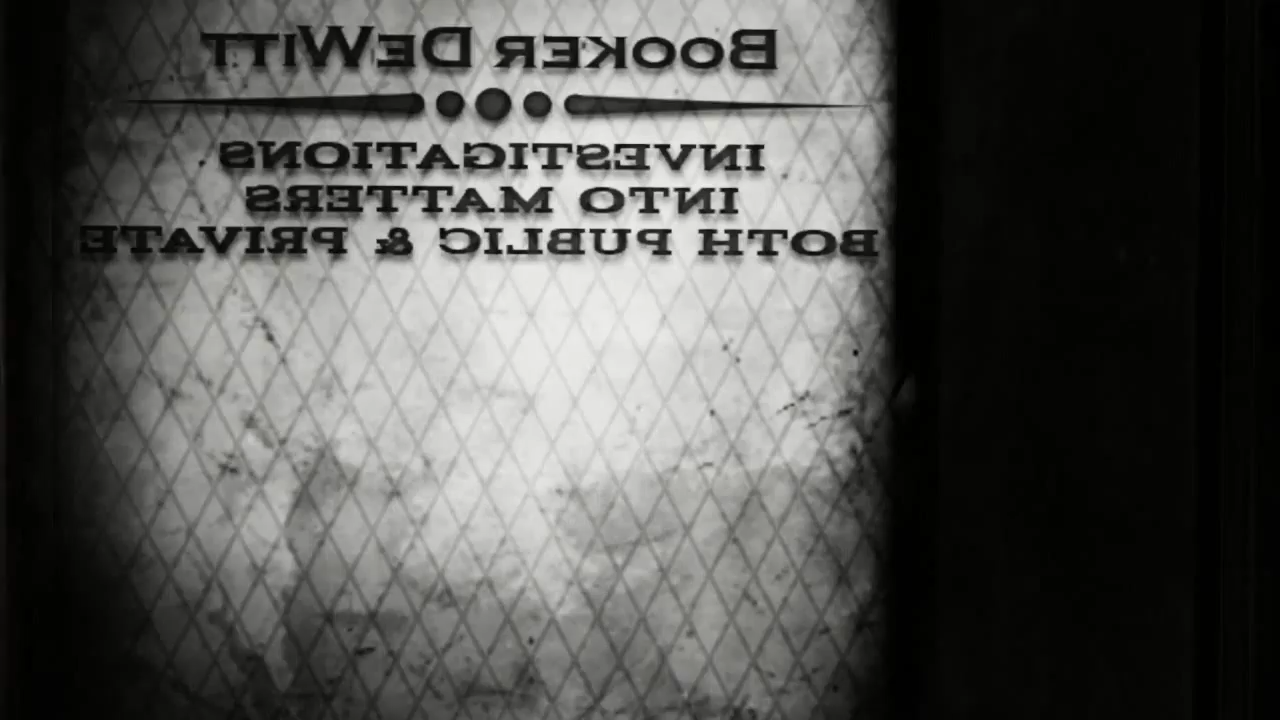 BOOKER DEWITT
INVESTIGATIONS
INTO MATTERS
BOTH PUBLIC & PRIVATE